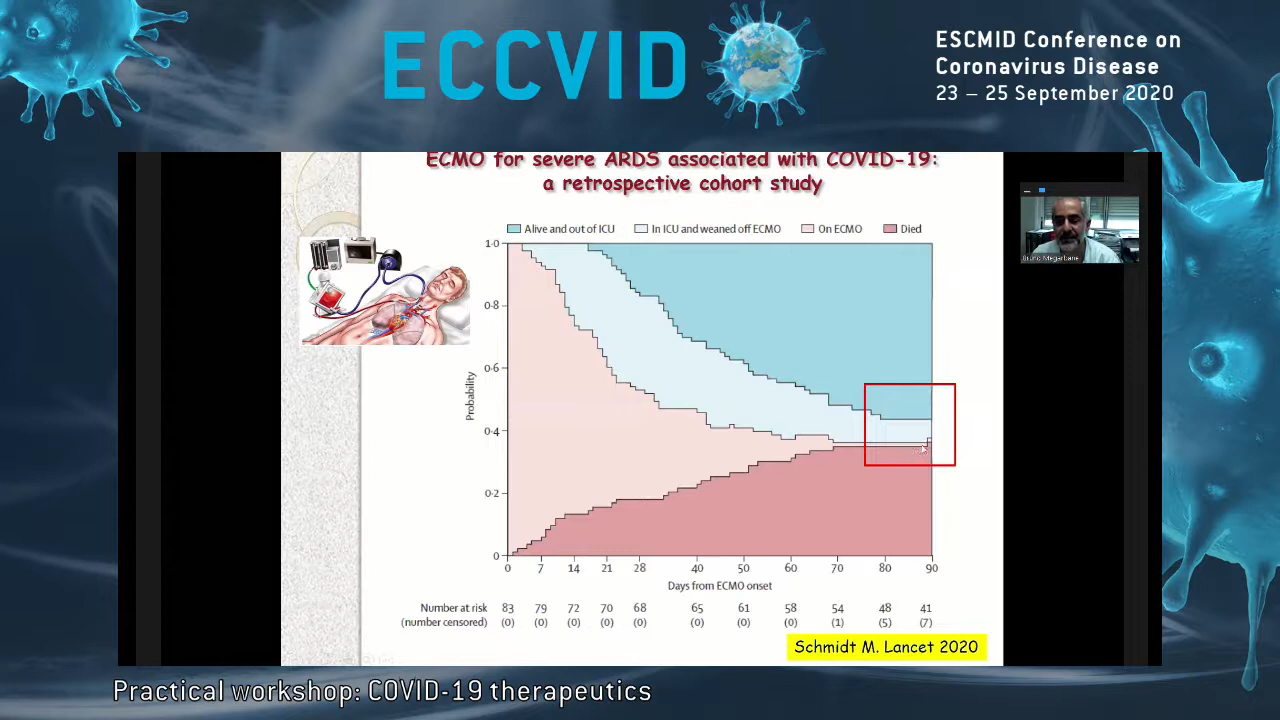 ECCVID
ESCMID Conference on
Coronavirus Disease
23 – 25 September 2020
ECMO for severe ARDS associated with COVID-19:
a retrospective cohort study
Alive and out of ICU
In ICU and weaned off ECMO
On ECMO
Died
Bruno Megarbane
1·0
0·8
0·6
0·4
0·2
0
Probability
0 7 14 21 28 40 50 60 70 80 90
Days from ECMO onset
Number at risk 83 79 72 70 68 65 61 58 54 48 41
(number censored) (0) (0) (0) (0) (0) (0) (0) (0) (1) (5) (7)
Schmidt M. Lancet 2020
Practical workshop: COVID-19 therapeutics